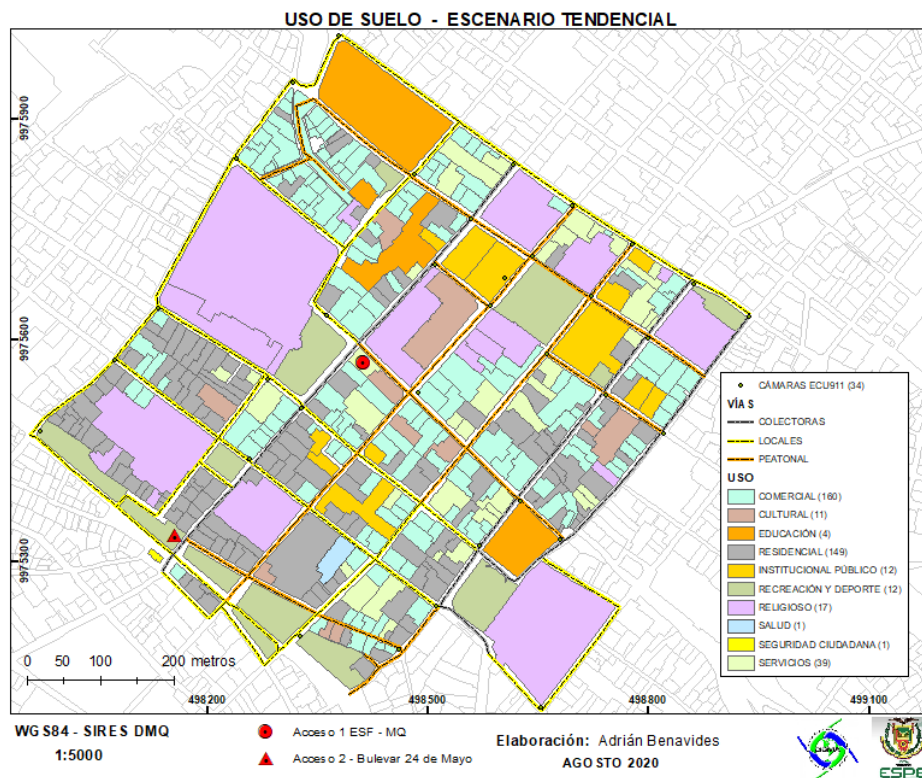 USO DE SUELO - ESCENARIO TENDENCIAL
9975900
9975600
9975300
CÁMARAS ECU911 (34)
VÍAS
COLECTORAS
LOCALES
PEATONAL
USO
COMERCIAL (160)
CULTURAL (11)
EDUCACIÓN (4)
RESIDENCIAL (149)
INSTITUCIONAL PÚBLICO (12)
RECREACIÓN Y DEPORTE (12)
RELIGIOSO (17)
SALUD (1)
SEGURIDAD CIUDADANA (1)
SERVICIOS (39)
0 50 100 200 metros
498200 498500 498800 499100
WGS84 - SIRES DMQ
1:5000
Acceso 1 ESF - MQ
Acceso 2 - Bulevar 24 de Mayo
Elaboración: Adrián Benavides
AGOSTO 2020
ESPE